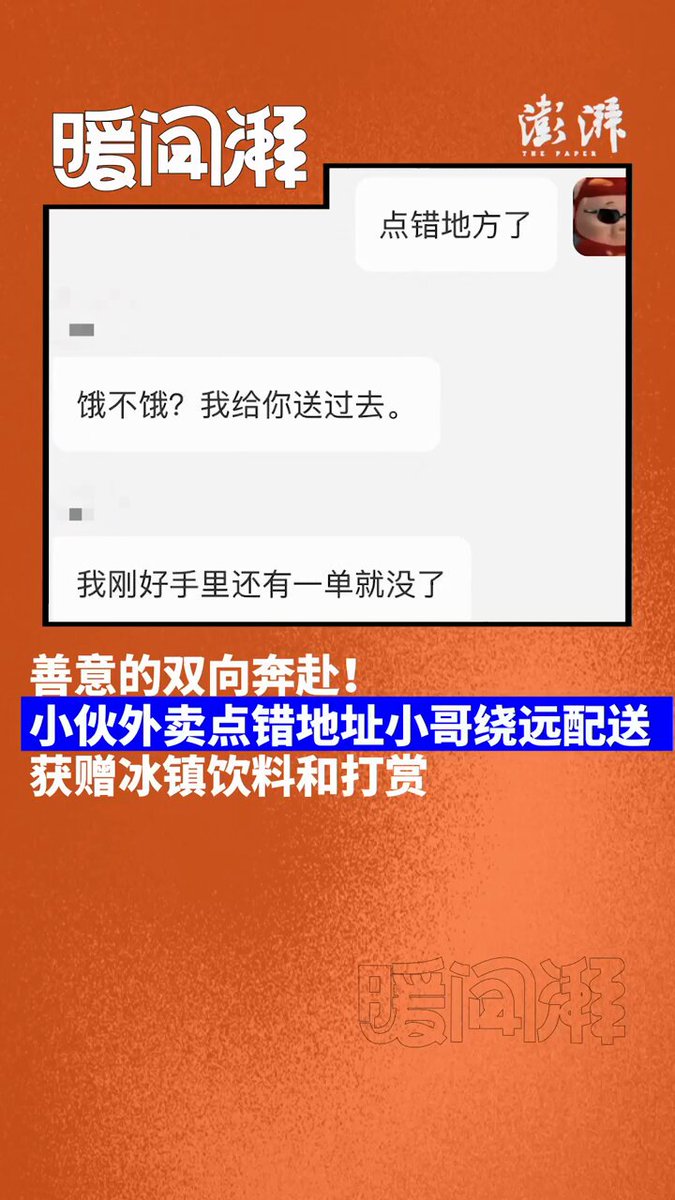 暖闻湃
澎湃
THE PAPER
点错地方了
饿不饿？我给你送过去。
我刚好手里还有一单就没了
善意的双向奔赴！
小伙外卖点错地址小哥绕远配送
获赠冰镇饮料和打赏
暖闻湃